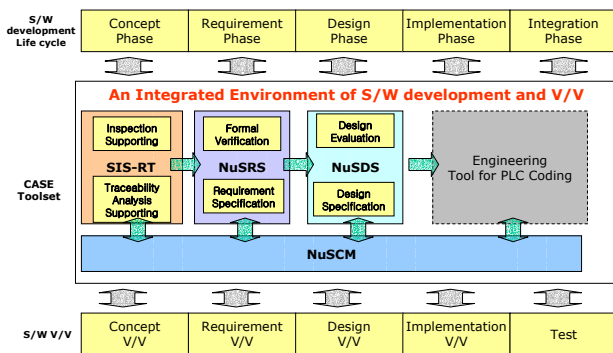 S/W
development
Life cycle
Concept
Phase
Requirement
Phase
Design
Phase
Implementation
Phase
Integration
Phase
An Integrated Environment of S/W development and V/V
CASE
Toolset
Inspection
Supporting
SIS-RT
Traceability
Analysis
Supporting
Formal
Verification
NuSRS
Requirement
Specification
Design
Evaluation
NuSDS
Design
Specification
Engineering
Tool for PLC Coding
NuSCM
S/W V/V
Concept
V/V
Requirement
V/V
Design
V/V
Implementation
V/V
Test